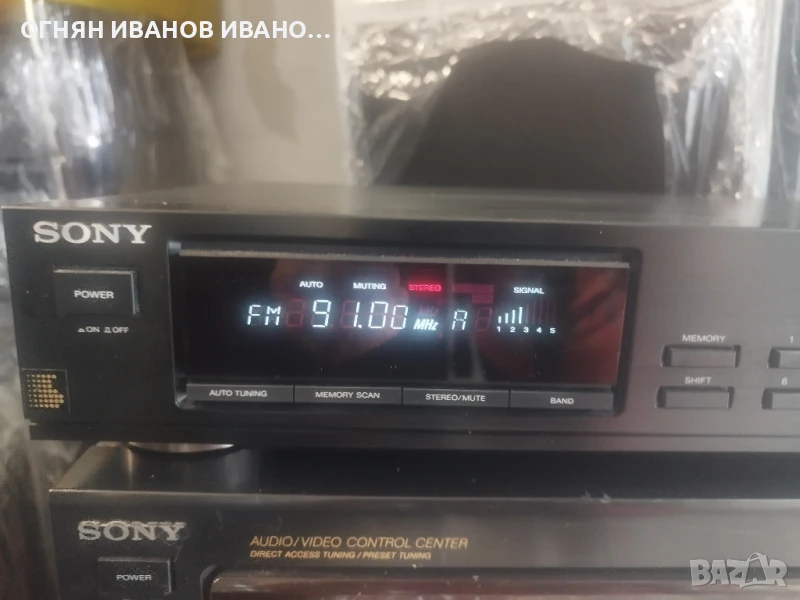 ОГНЯН ИВАНОВ ИВАНО...
SONY
POWER
ON OFF
AUTO MUTING STEREO SIGNAL
FM 91.00 MHz A
1 2 3 4 5
AUTO TUNING MEMORY SCAN STEREO/MUTE BAND
MEMORY 1
SHIFT 6
SONY
AUDIO/VIDEO CONTROL CENTER
DIRECT ACCESS TUNING/PRESET TUNING
POWER
BAZAR